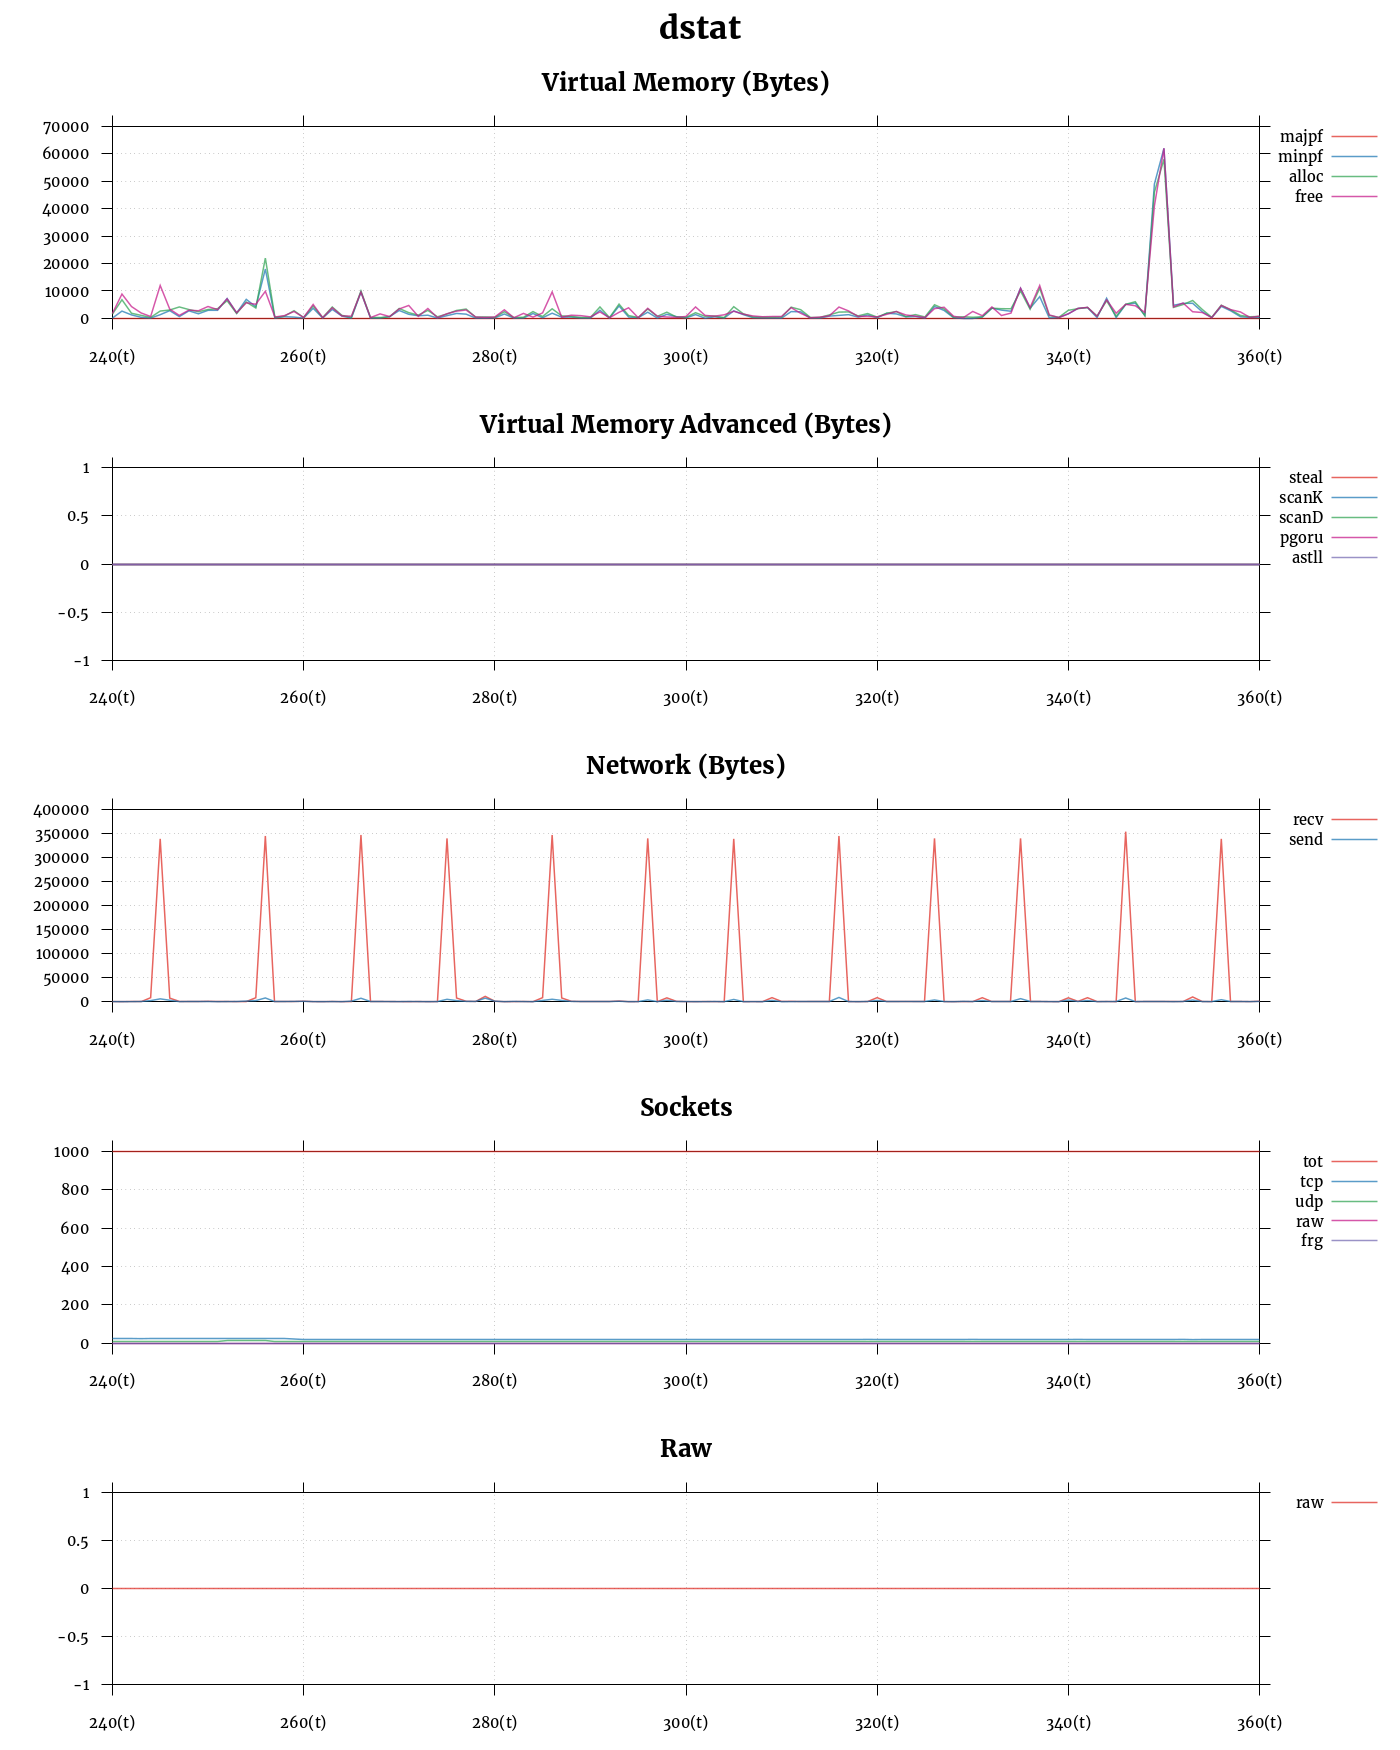 dstat
Virtual Memory (Bytes)
70000
60000
50000
40000
30000
20000
10000
0
240(t) 260(t) 280(t) 300(t) 320(t) 340(t) 360(t)
majpf
minpf
alloc
free
Virtual Memory Advanced (Bytes)
1
0.5
0
-0.5
-1
240(t) 260(t) 280(t) 300(t) 320(t) 340(t) 360(t)
steal
scanK
scanD
pgoru
astll
Network (Bytes)
400000
350000
300000
250000
200000
150000
100000
50000
0
240(t) 260(t) 280(t) 300(t) 320(t) 340(t) 360(t)
recv
send
Sockets
1000
800
600
400
200
0
240(t) 260(t) 280(t) 300(t) 320(t) 340(t) 360(t)
tot
tcp
udp
raw
frg
Raw
1
0.5
0
-0.5
-1
240(t) 260(t) 280(t) 300(t) 320(t) 340(t) 360(t)
raw